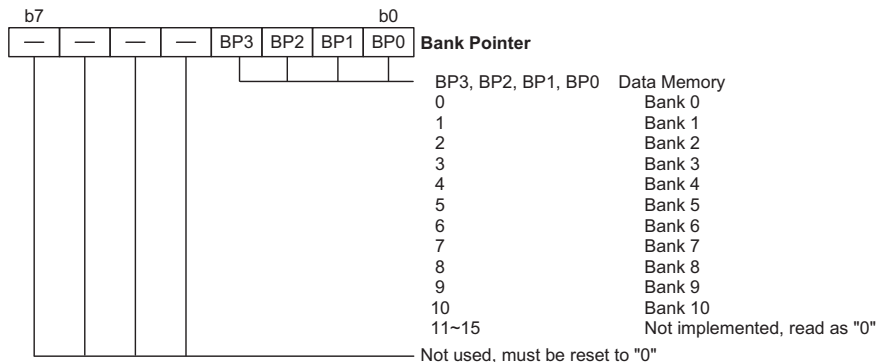 b7 b0
— — — — BP3 BP2 BP1 BP0 Bank Pointer
BP3, BP2, BP1, BP0 Data Memory
0 Bank 0
1 Bank 1
2 Bank 2
3 Bank 3
4 Bank 4
5 Bank 5
6 Bank 6
7 Bank 7
8 Bank 8
9 Bank 9
10 Bank 10
11~15 Not implemented, read as "0"
Not used, must be reset to "0"